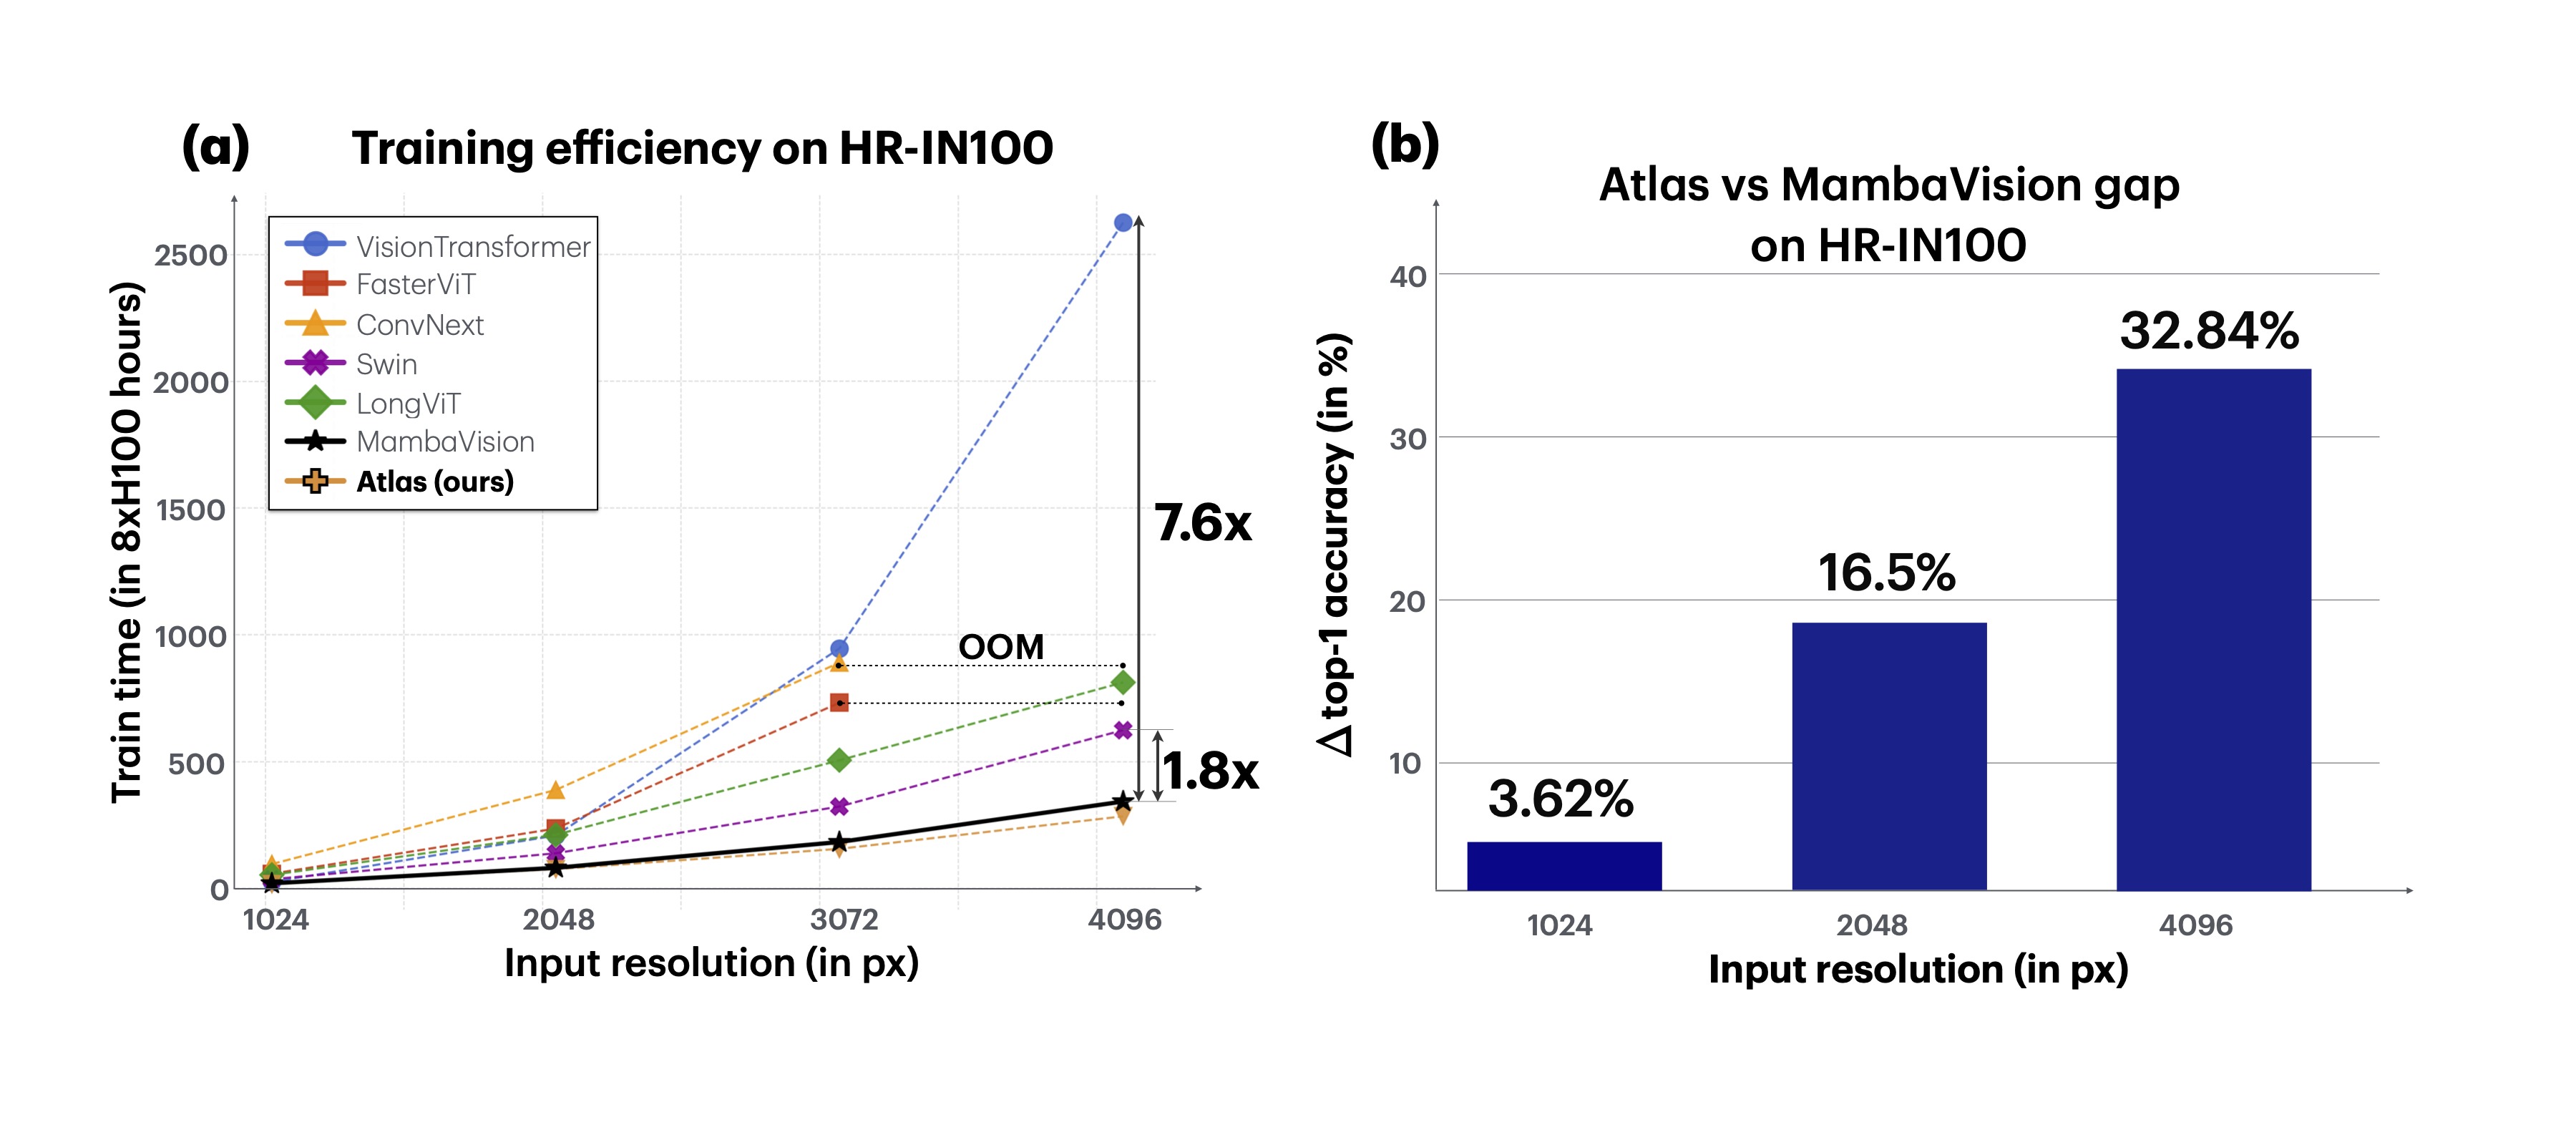 (a)
Training efficiency on HR-IN100
Train time (in 8xH100 hours)
2500
2000
1500
1000
500
0
VisionTransformer
FasterViT
ConvNext
Swin
LongViT
MambaVision
Atlas (ours)
OOM
7.6x
1.8x
1024
2048
3072
4096
Input resolution (in px)
(b)
Atlas vs MambaVision gap
on HR-IN100
△ top-1 accuracy (in %)
40
30
20
10
3.62%
16.5%
32.84%
1024
2048
4096
Input resolution (in px)